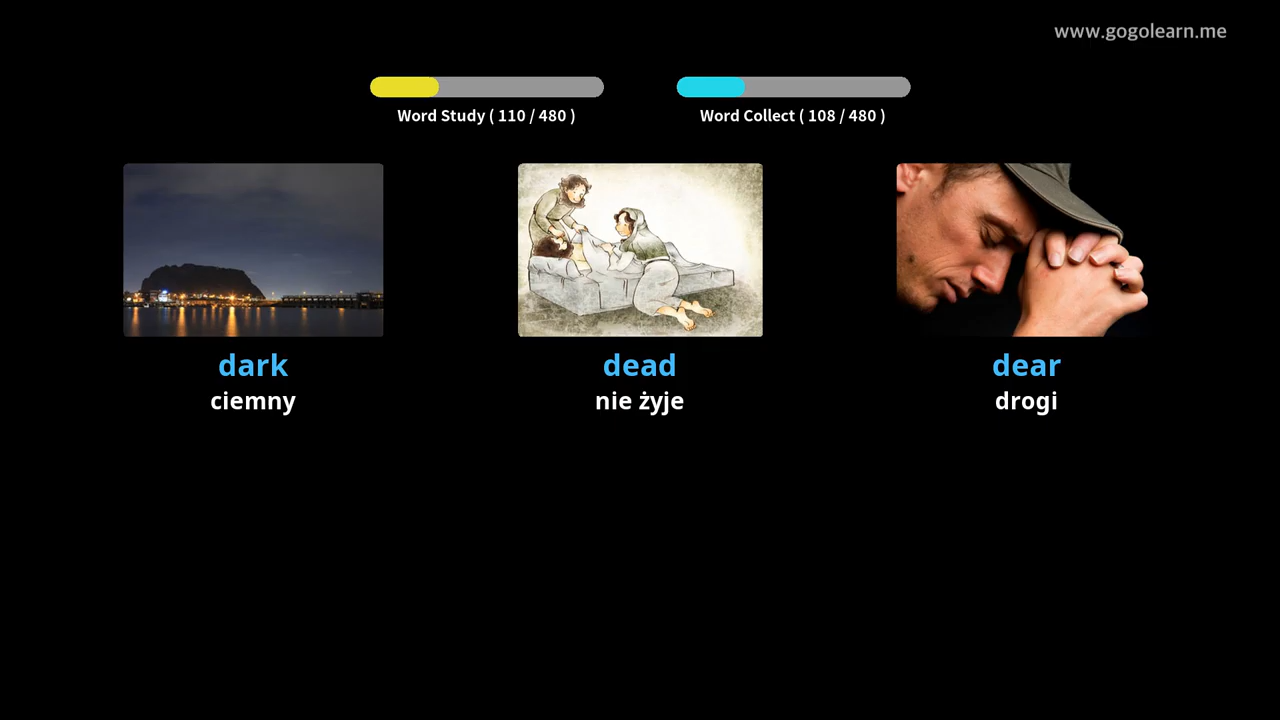 www.gogolearn.me
Word Study ( 110 / 480 )
Word Collect ( 108 / 480 )
dark
ciemny
dead
nie żyje
dear
drogi